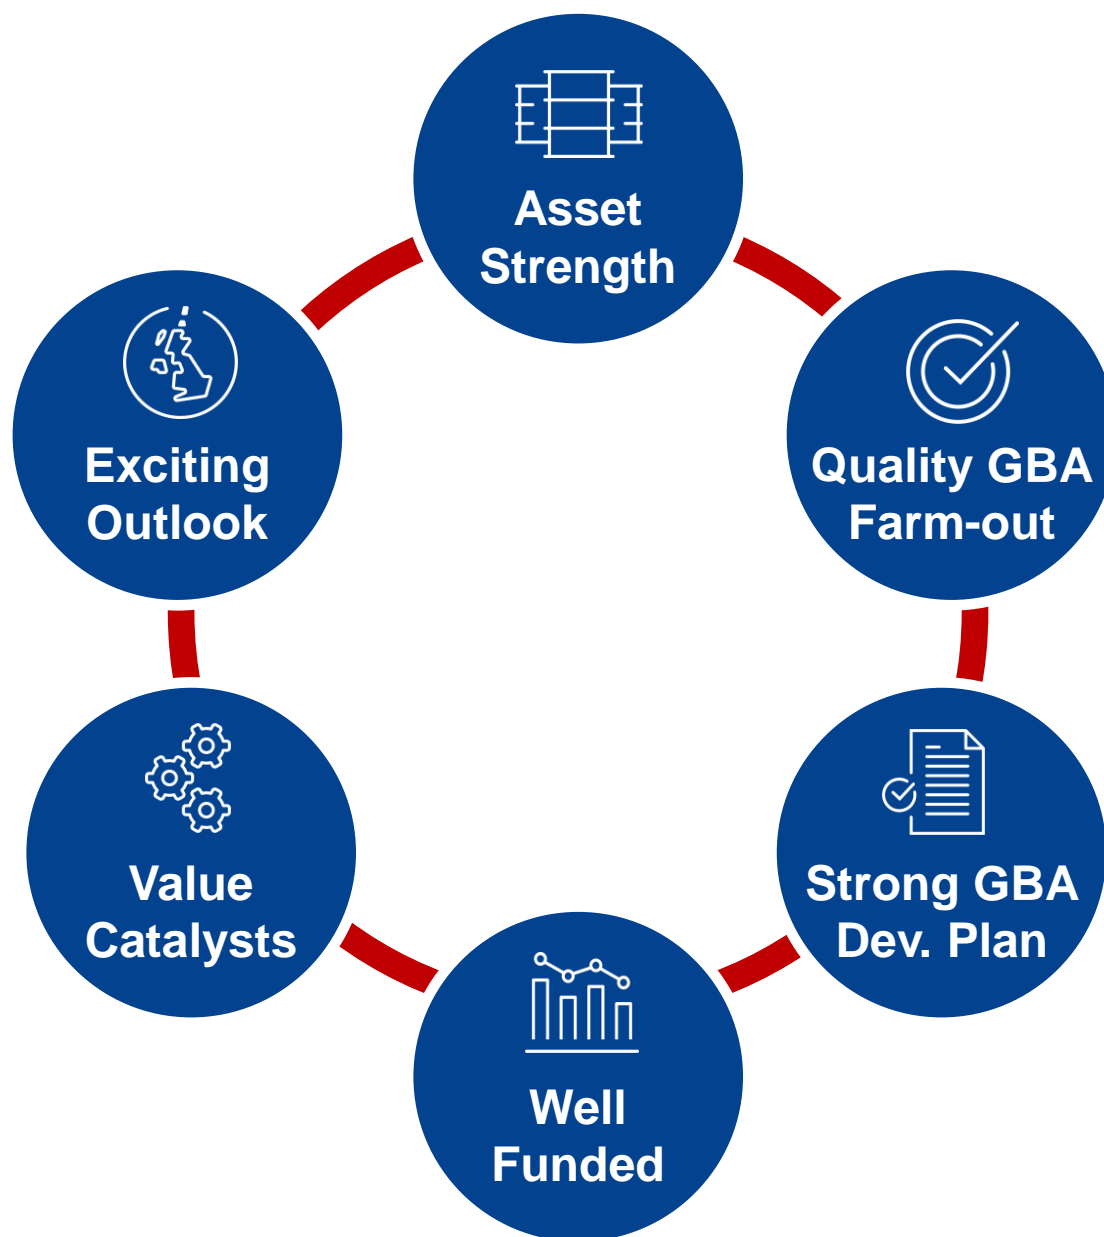 Asset
Strength
Quality GBA
Farm-out
Strong GBA
Dev. Plan
Well
Funded
Value
Catalysts
Exciting
Outlook